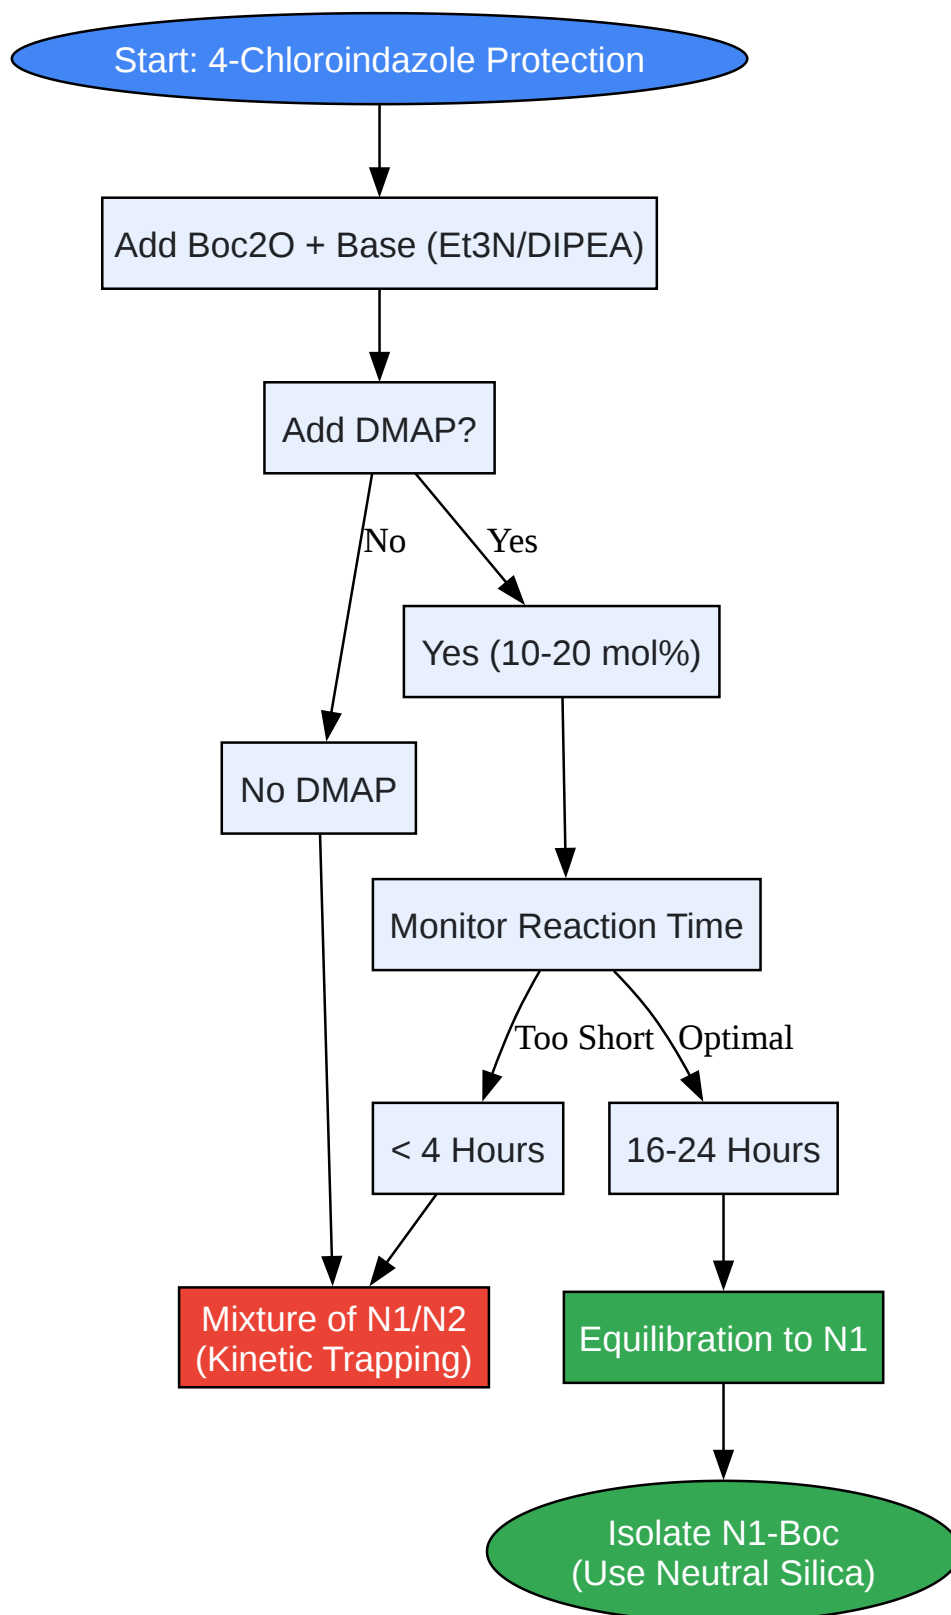 Start: 4-Chloroindazole Protection
Add Boc2O + Base (Et3N/DIPEA)
Add DMAP?
No
Yes
Yes (10-20 mol%)
No DMAP
Monitor Reaction Time
Too Short
Optimal
< 4 Hours
16-24 Hours
Mixture of N1/N2
(Kinetic Trapping)
Equilibration to N1
Isolate N1-Boc
(Use Neutral Silica)